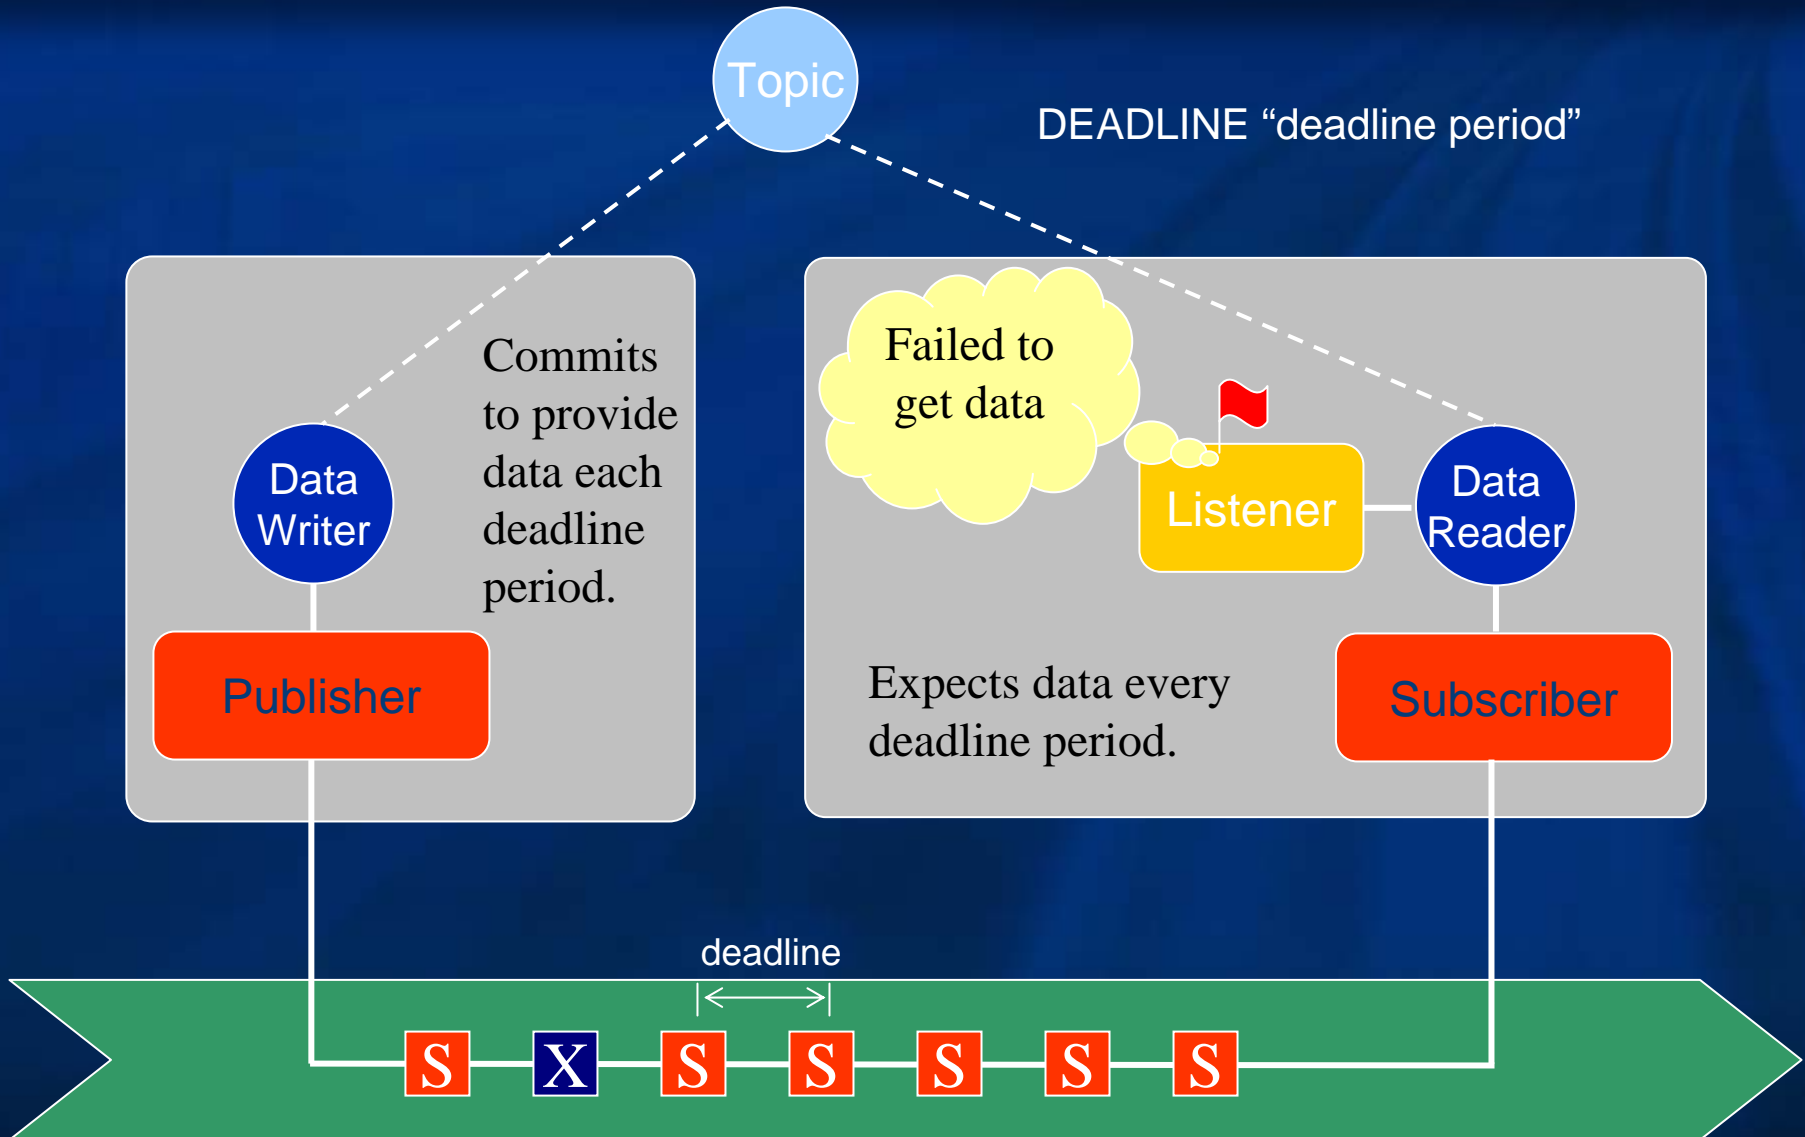 Topic
DEADLINE “deadline period”
Commits
to provide
data each
deadline
period.
Data
Writer
Publisher
Failed to
get data
Listener
Data
Reader
Expects data every
deadline period.
Subscriber
deadline
S X S S S S S